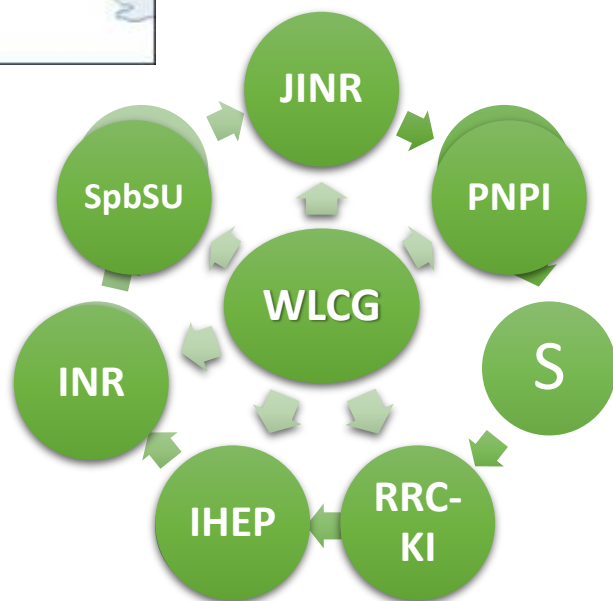 JINR
SpbSU
PNPI
WLCG
S
INR
RRC-
KI
IHEP